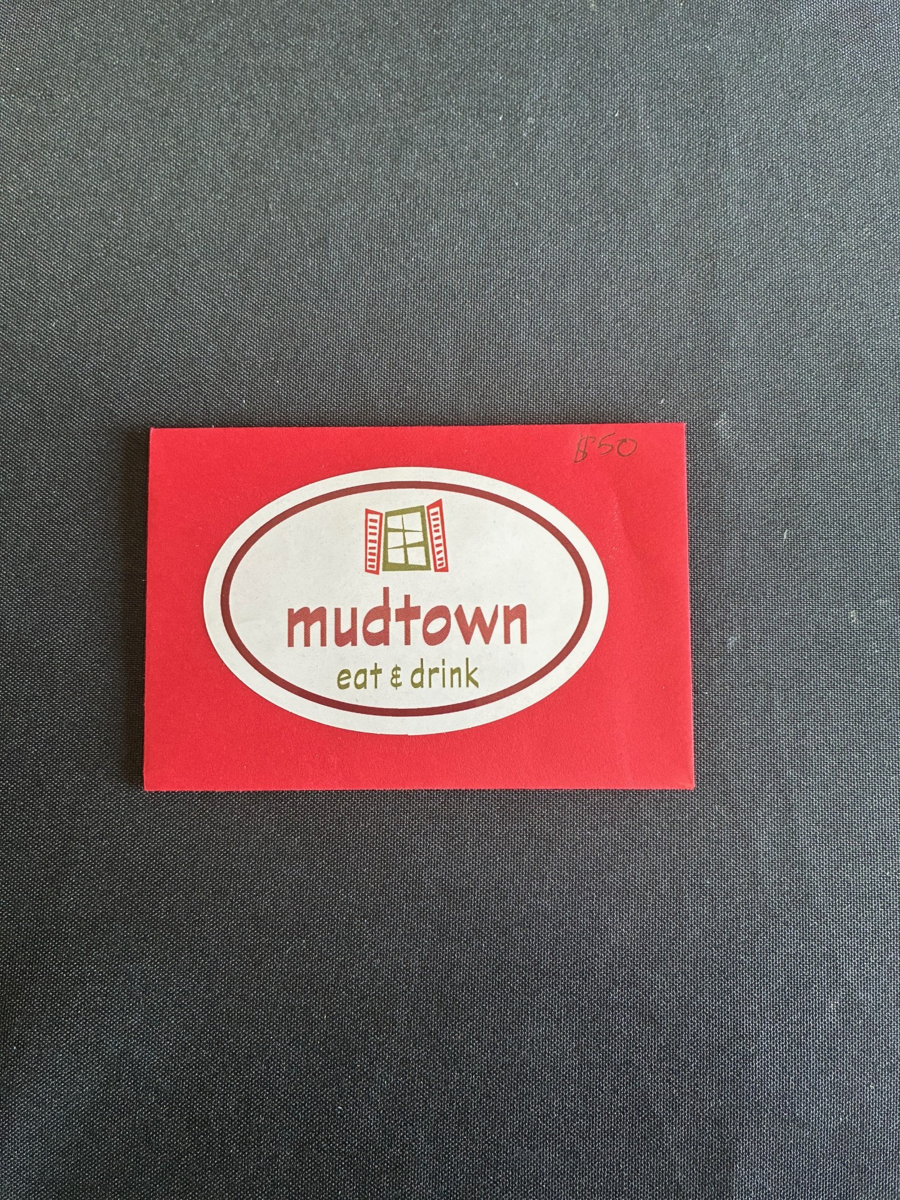 $50
mudtown
eat & drink